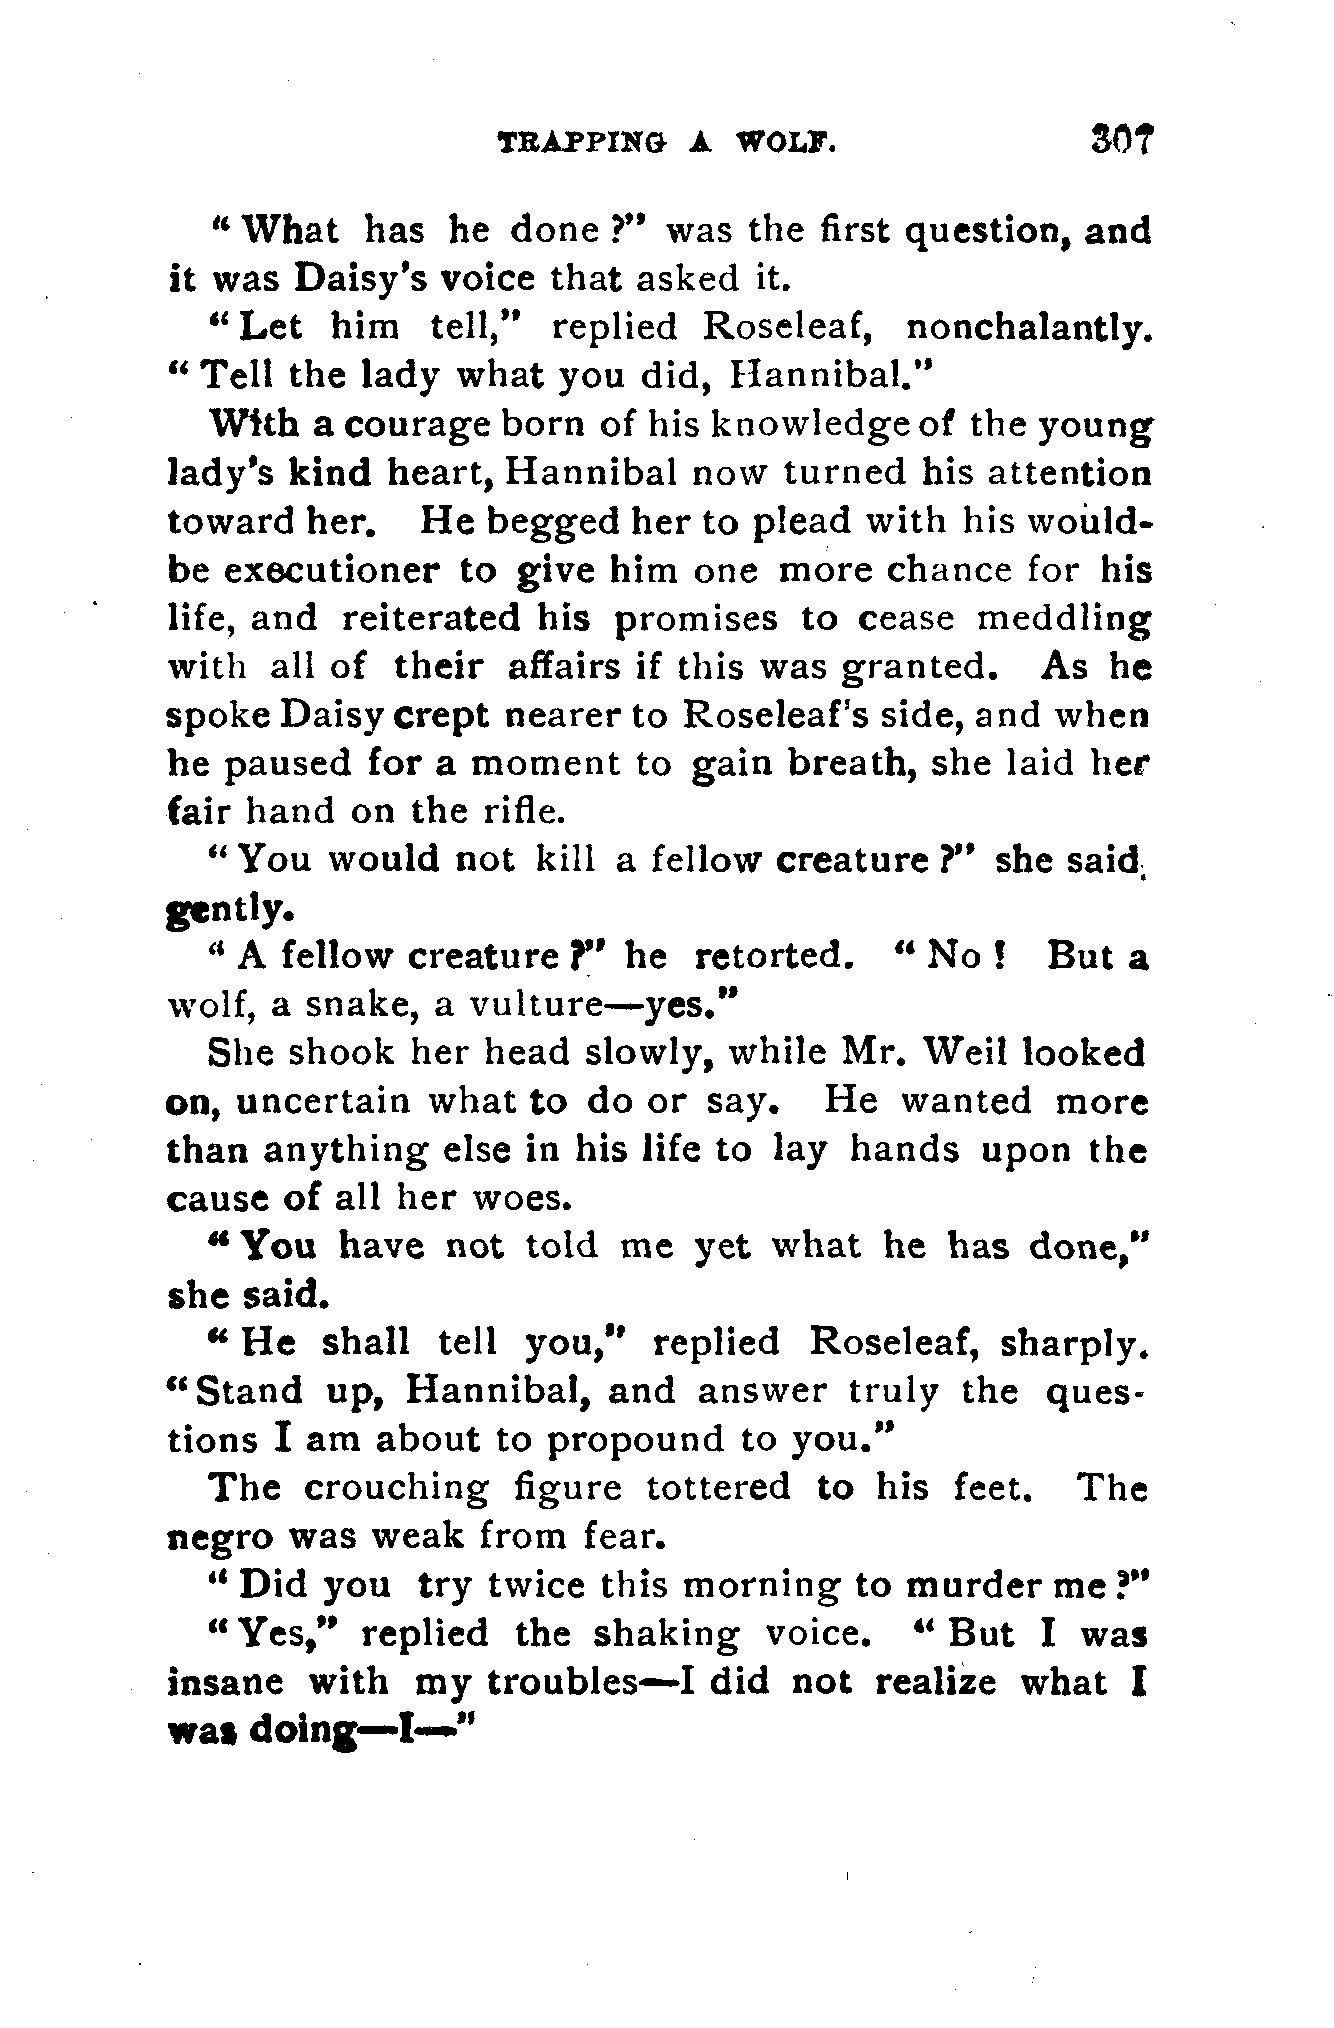 TRAPPING A WOLF. 307
"What has he done?" was the first question, and
it was Daisy's voice that asked it.
"Let him tell," replied Roseleaf, nonchalantly.
"Tell the lady what you did, Hannibal."
With a courage born of his knowledge of the young
lady's kind heart, Hannibal now turned his attention
toward her. He begged her to plead with his would-
be executioner to give him one more chance for his
life, and reiterated his promises to cease meddling
with all of their affairs if this was granted. As he
spoke Daisy crept nearer to Roseleaf's side, and when
he paused for a moment to gain breath, she laid her
fair hand on the rifle.
"You would not kill a fellow creature?" she said,
gently.
"A fellow creature?" he retorted. "No! But a
wolf, a snake, a vulture—yes."
She shook her head slowly, while Mr. Weil looked
on, uncertain what to do or say. He wanted more
than anything else in his life to lay hands upon the
cause of all her woes.
"You have not told me yet what he has done,"
she said.
"He shall tell you," replied Roseleaf, sharply.
"Stand up, Hannibal, and answer truly the ques-
tions I am about to propound to you."
The crouching figure tottered to his feet. The
negro was weak from fear.
"Did you try twice this morning to murder me?"
"Yes," replied the shaking voice. "But I was
insane with my troubles—I did not realize what I
was doing—I—"